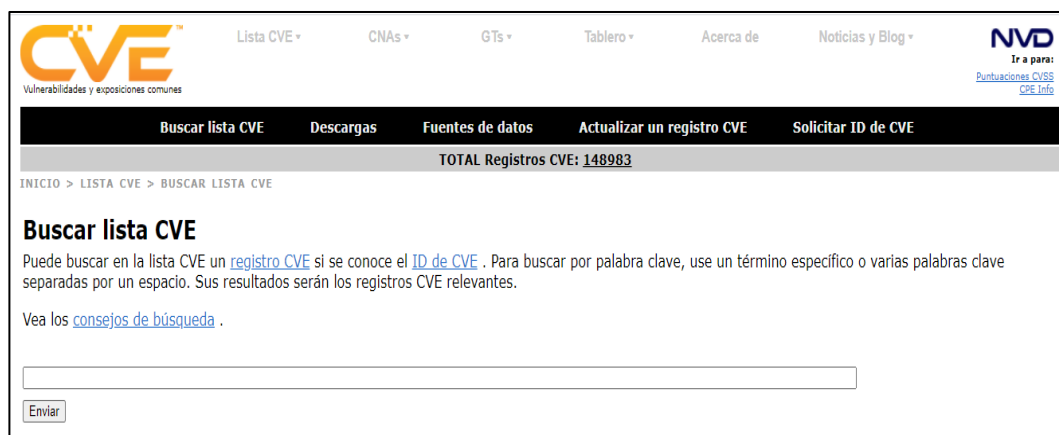 CVE™
Vulnerabilidades y exposiciones comunes
Lista CVE▾ CNAs▾ GTs▾ Tablero▾ Acerca de Noticias y Blog▾
NVD
Ir a para:
Puntuaciones CVSS
CPE Info
Buscar lista CVE Descargas Fuentes de datos Actualizar un registro CVE Solicitar ID de CVE
TOTAL Registros CVE: 148983
INICIO > LISTA CVE > BUSCAR LISTA CVE
Buscar lista CVE
Puede buscar en la lista CVE un registro CVE si se conoce el ID de CVE . Para buscar por palabra clave, use un término específico o varias palabras clave
separadas por un espacio. Sus resultados serán los registros CVE relevantes.
Vea los consejos de búsqueda .
Enviar